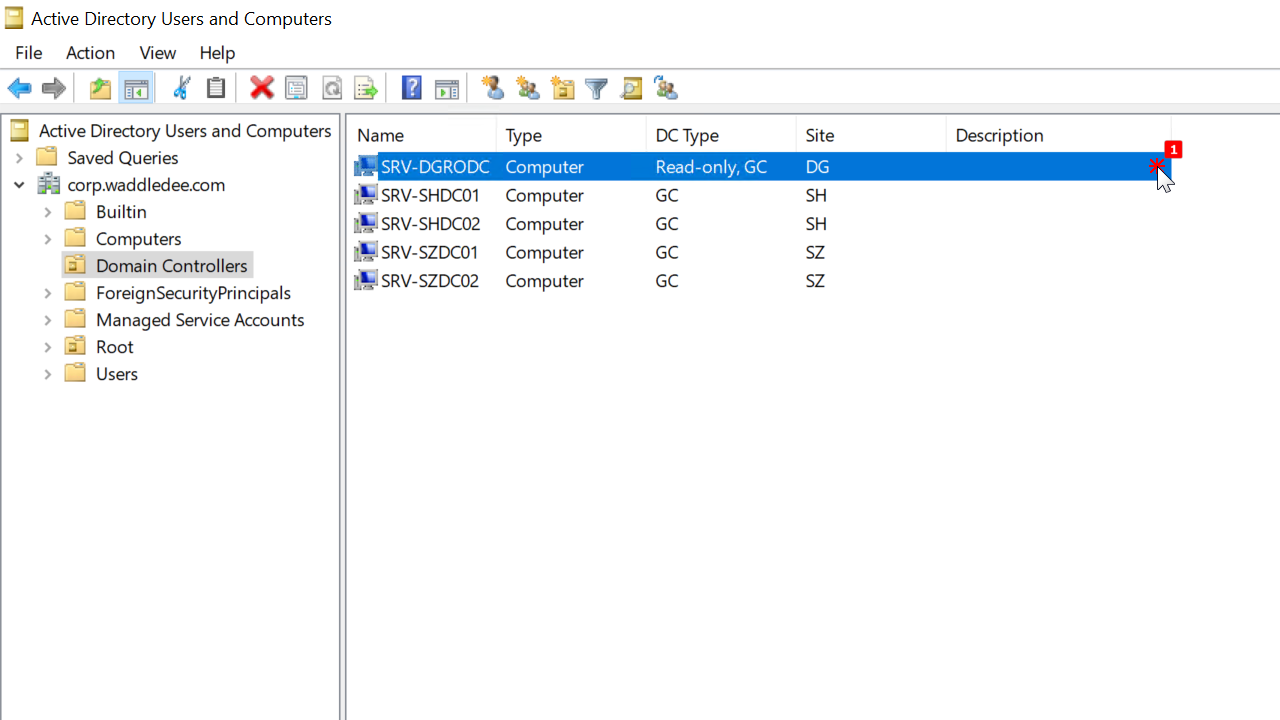 Active Directory Users and Computers
File Action View Help
Active Directory Users and Computers
Saved Queries
corp.waddledee.com
Builtin
Computers
Domain Controllers
ForeignSecurityPrincipals
Managed Service Accounts
Root
Users
Name Type DC Type Site Description
1
SRV-DGRODC Computer Read-only, GC DG
SRV-SHDC01 Computer GC SH
SRV-SHDC02 Computer GC SH
SRV-SZDC01 Computer GC SZ
SRV-SZDC02 Computer GC SZ